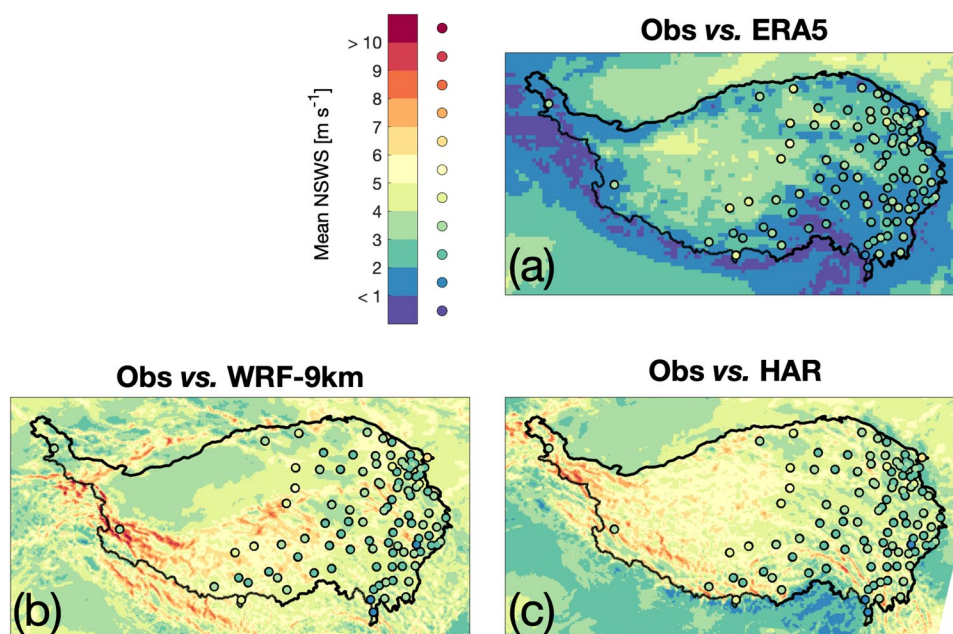 Obs vs. ERA5
Mean NSWS [m s⁻¹]
> 10
9
8
7
6
5
4
3
2
< 1
(a)
Obs vs. WRF-9km
Obs vs. HAR
(b)
(c)